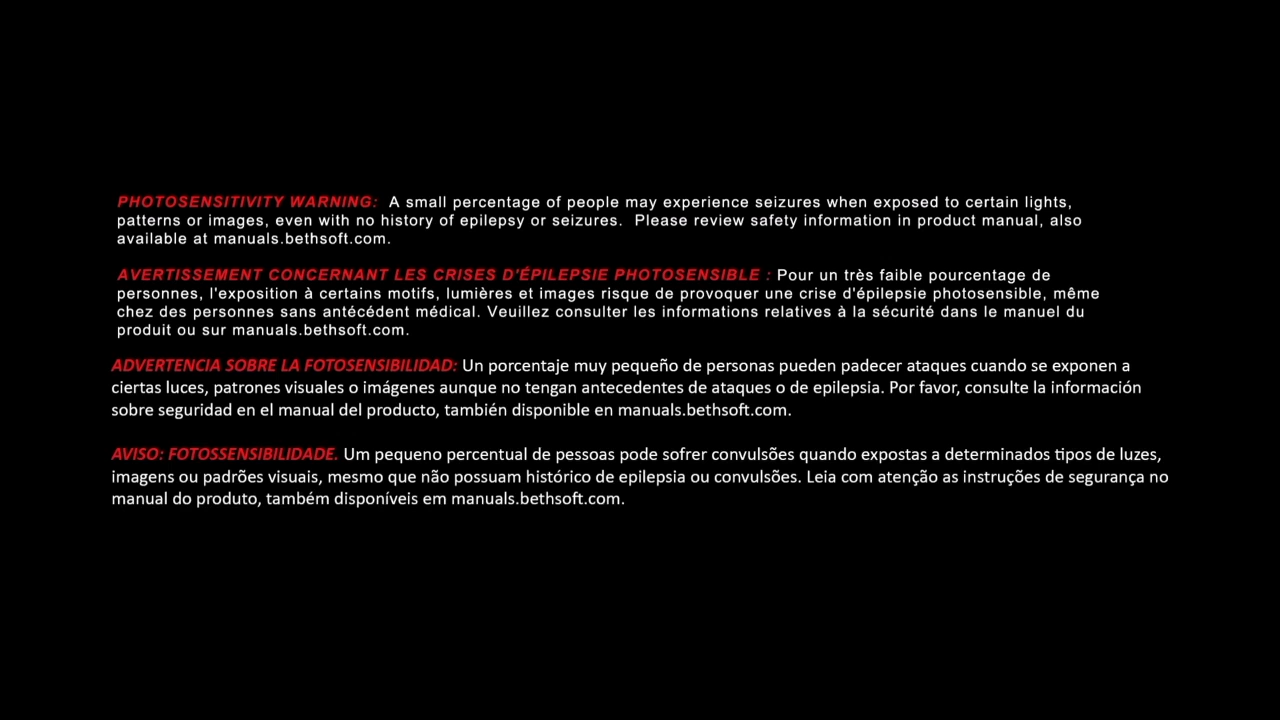 PHOTOSENSITIVITY WARNING: A small percentage of people may experience seizures when exposed to certain lights,
patterns or images, even with no history of epilepsy or seizures. Please review safety information in product manual, also
available at manuals.bethsoft.com.
AVERTISSEMENT CONCERNANT LES CRISES D'ÉPILEPSIE PHOTOSENSIBLE : Pour un très faible pourcentage de
personnes, l'exposition à certains motifs, lumières et images risque de provoquer une crise d'épilepsie photosensible, même
chez des personnes sans antécédent médical. Veuillez consulter les informations relatives à la sécurité dans le manuel du
produit ou sur manuals.bethsoft.com.
ADVERTENCIA SOBRE LA FOTOSENSIBILIDAD: Un porcentaje muy pequeño de personas pueden padecer ataques cuando se exponen a
ciertas luces, patrones visuales o imágenes aunque no tengan antecedentes de ataques o de epilepsia. Por favor, consulte la información
sobre seguridad en el manual del producto, también disponible en manuals.bethsoft.com.
AVISO: FOTOSSENSIBILIDADE. Um pequeno percentual de pessoas pode sofrer convulsões quando expostas a determinados tipos de luzes,
imagens ou padrões visuais, mesmo que não possuam histórico de epilepsia ou convulsões. Leia com atenção as instruções de segurança no
manual do produto, também disponíveis em manuals.bethsoft.com.